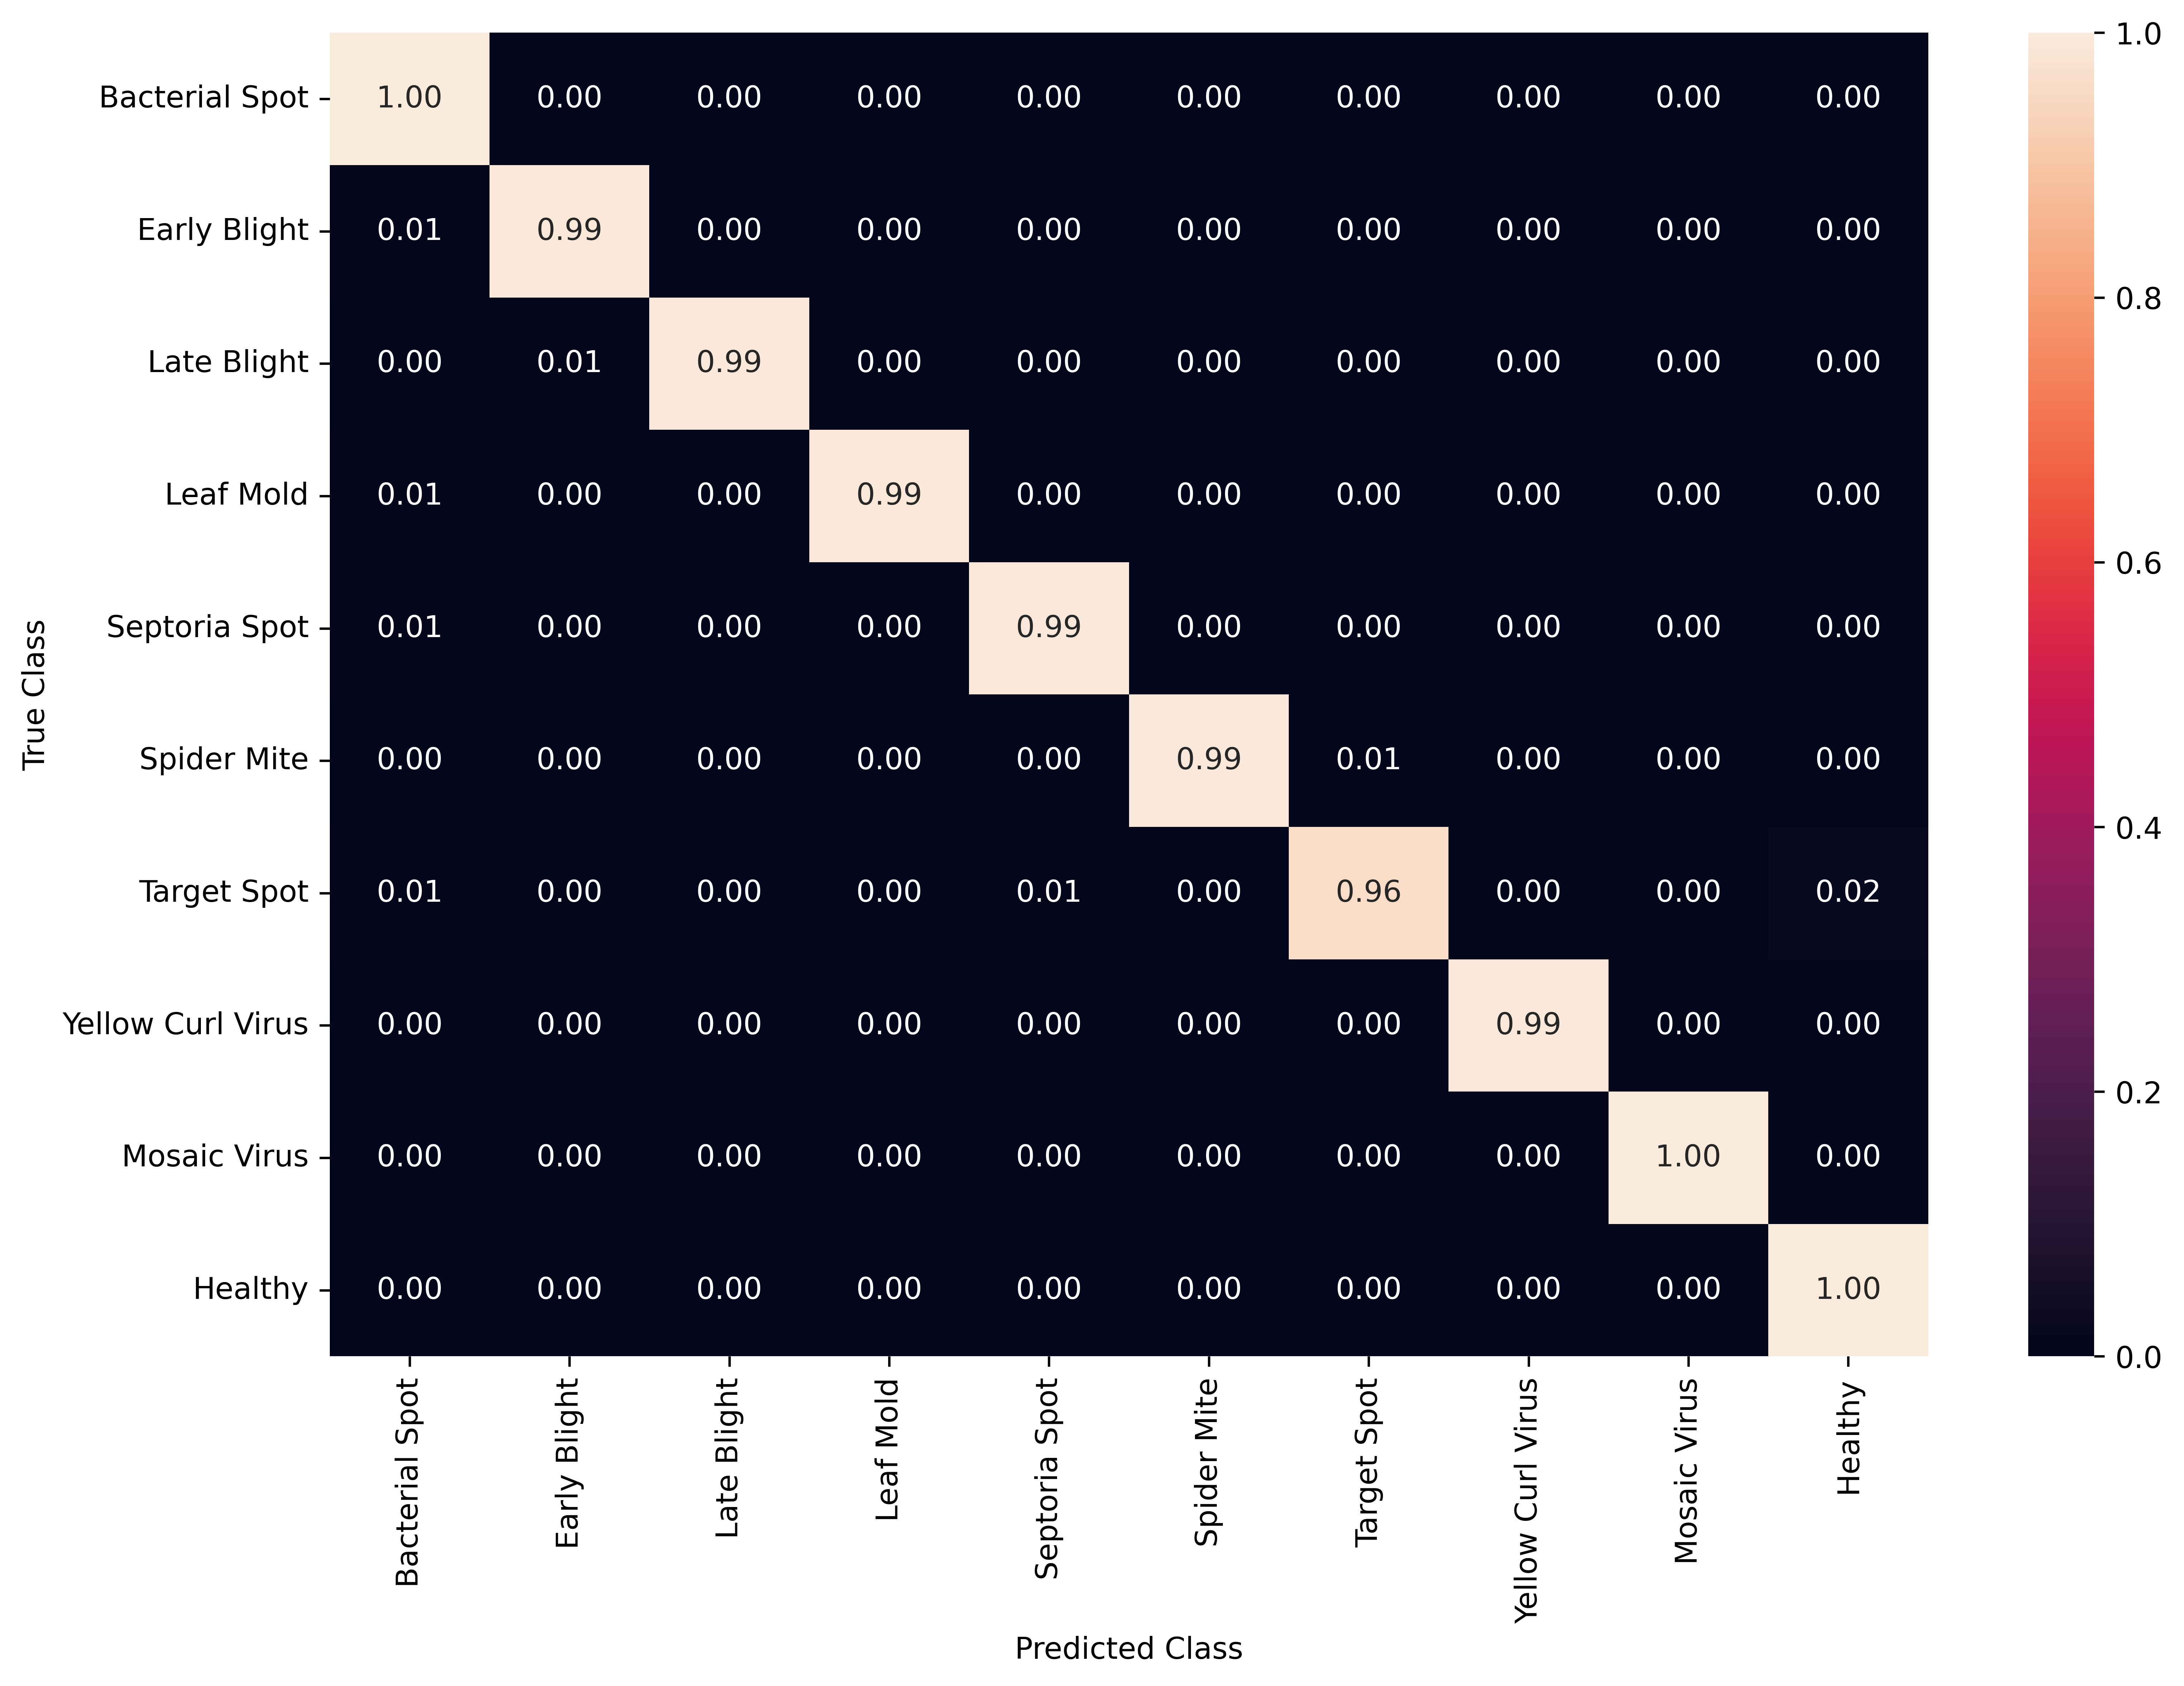 Bacterial Spot 1.00 0.00 0.00 0.00 0.00 0.00 0.00 0.00 0.00 0.00
Early Blight 0.01 0.99 0.00 0.00 0.00 0.00 0.00 0.00 0.00 0.00
Late Blight 0.00 0.01 0.99 0.00 0.00 0.00 0.00 0.00 0.00 0.00
Leaf Mold 0.01 0.00 0.00 0.99 0.00 0.00 0.00 0.00 0.00 0.00
Septoria Spot 0.01 0.00 0.00 0.00 0.99 0.00 0.00 0.00 0.00 0.00
Spider Mite 0.00 0.00 0.00 0.00 0.00 0.99 0.01 0.00 0.00 0.00
Target Spot 0.01 0.00 0.00 0.00 0.01 0.00 0.96 0.00 0.00 0.02
Yellow Curl Virus 0.00 0.00 0.00 0.00 0.00 0.00 0.00 0.99 0.00 0.00
Mosaic Virus 0.00 0.00 0.00 0.00 0.00 0.00 0.00 0.00 1.00 0.00
Healthy 0.00 0.00 0.00 0.00 0.00 0.00 0.00 0.00 0.00 1.00
True Class
Bacterial Spot
Early Blight
Late Blight
Leaf Mold
Septoria Spot
Spider Mite
Target Spot
Yellow Curl Virus
Mosaic Virus
Healthy
Predicted Class
1.0
0.8
0.6
0.4
0.2
0.0